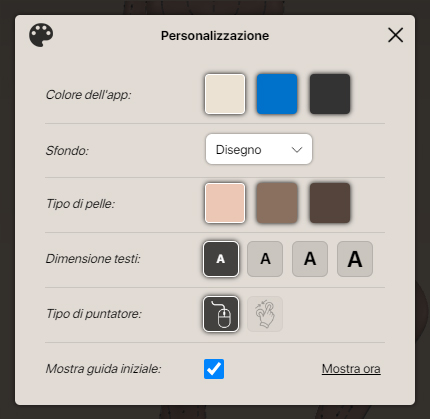 Personalizzazione
Colore dell'app:
Sfondo:
Disegno
Tipo di pelle:
Dimensione testi:
A A A A
Tipo di puntatore:
Mostra guida iniziale:
Mostra ora